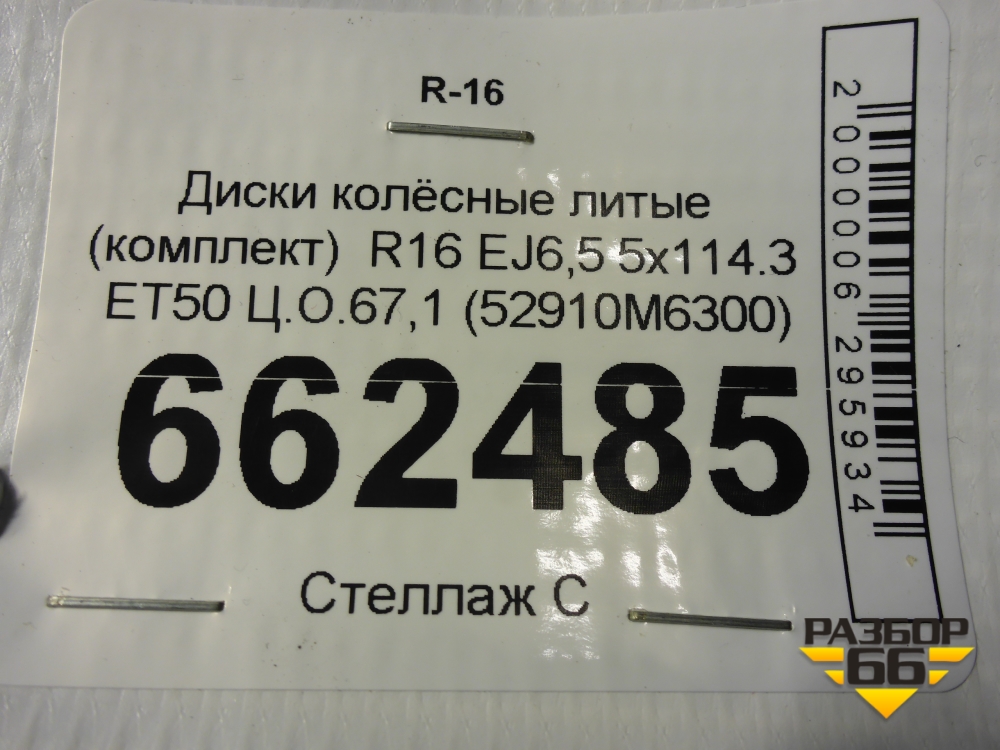 R-16
Диски колёсные литые
(комплект) R16 EJ6,5 5x114.3
ET50 Ц.О.67,1 (52910M6300)
662485
Стеллаж С
2000006295934
РАЗБОР
66